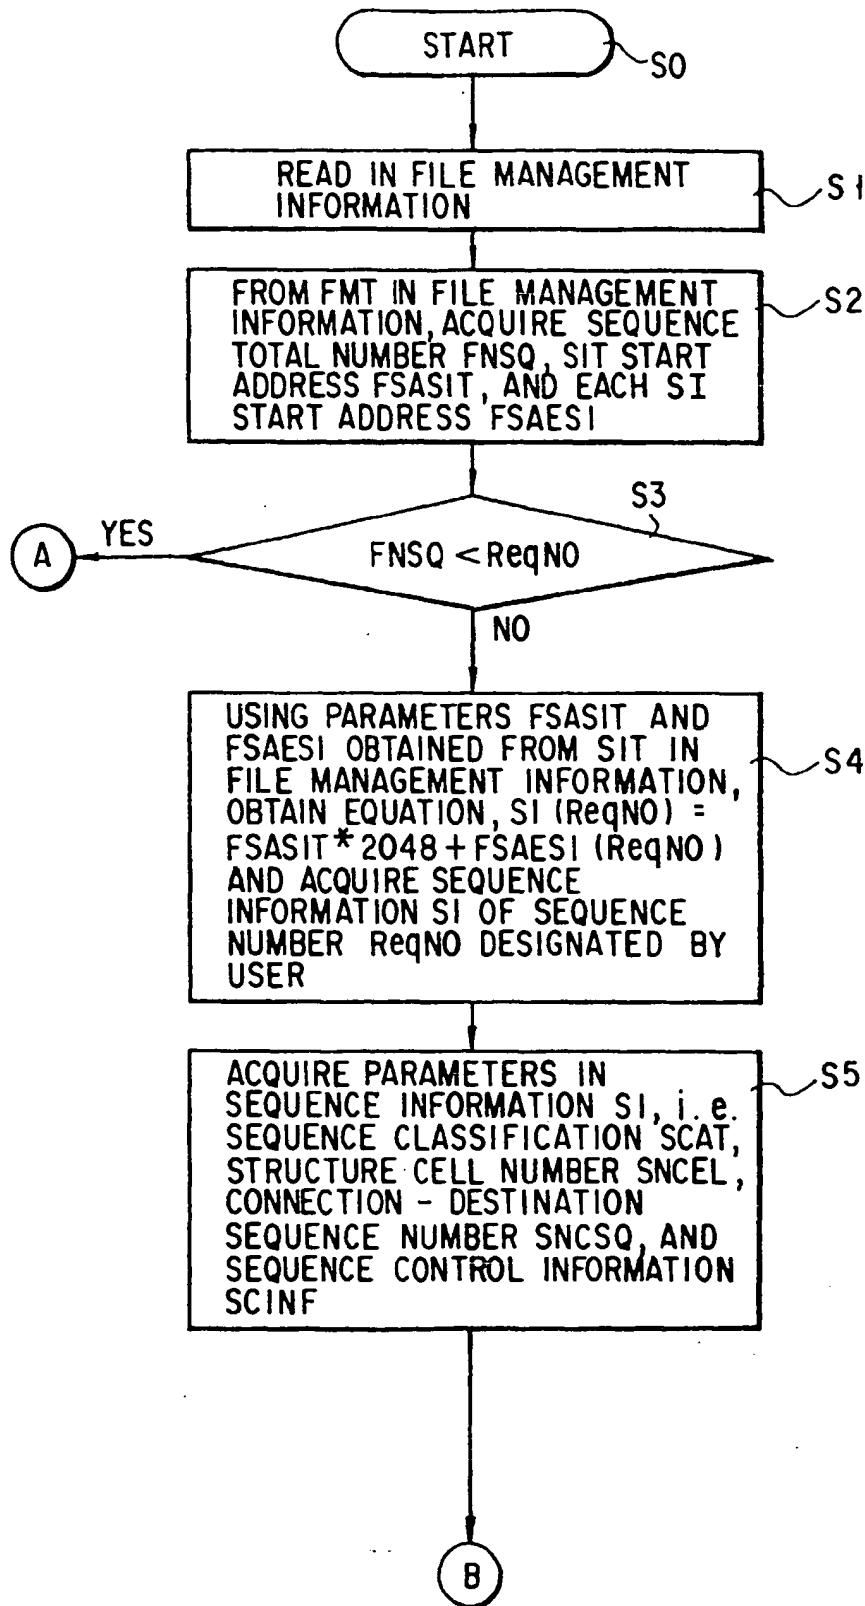 START
S0
READ IN FILE MANAGEMENT
INFORMATION
S1
FROM FMT IN FILE MANAGEMENT
INFORMATION, ACQUIRE SEQUENCE
TOTAL NUMBER FNSQ, SIT START
ADDRESS FSASIT, AND EACH SI
START ADDRESS FSAESI
S2
S3
FNSQ < ReqNO
YES
A
NO
USING PARAMETERS FSASIT AND
FSAESI OBTAINED FROM SIT IN
FILE MANAGEMENT INFORMATION,
OBTAIN EQUATION, SI (ReqNO) =
FSASIT * 2048 + FSAESI (ReqNO)
AND ACQUIRE SEQUENCE
INFORMATION SI OF SEQUENCE
NUMBER ReqNO DESIGNATED BY
USER
S4
ACQUIRE PARAMETERS IN
SEQUENCE INFORMATION SI, i.e.
SEQUENCE CLASSIFICATION SCAT,
STRUCTURE CELL NUMBER SNCEL,
CONNECTION - DESTINATION
SEQUENCE NUMBER SNCSQ, AND
SEQUENCE CONTROL INFORMATION
SCINF
S5
B